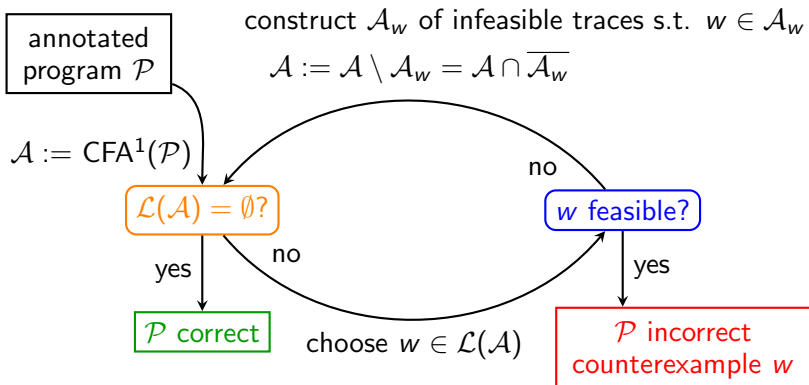 construct 𝒜_w of infeasible traces s.t. w ∈ 𝒜_w
annotated
program 𝒫
𝒜 := 𝒜 \ 𝒜_w = 𝒜 ∩ \overline{𝒜_w}
𝒜 := CFA¹(𝒫)
no
ℒ(𝒜) = ∅?
w feasible?
yes
no
yes
𝒫 correct
choose w ∈ ℒ(𝒜)
𝒫 incorrect
counterexample w